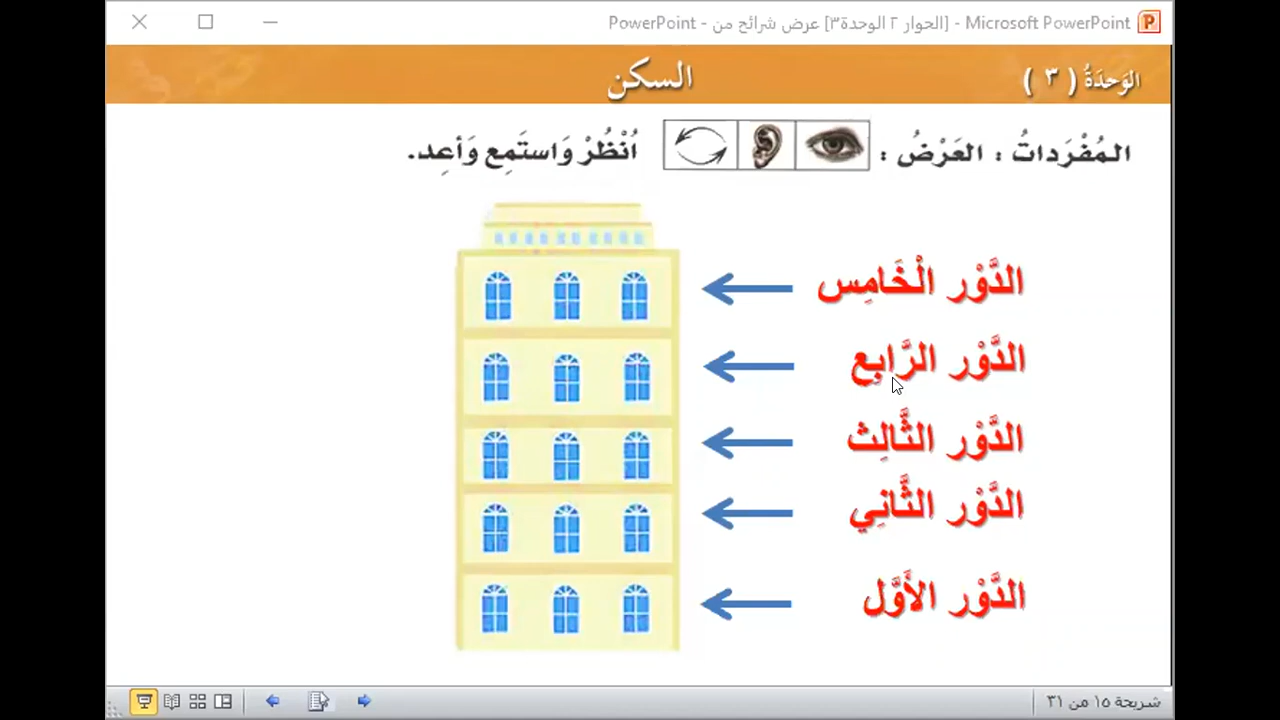 Microsoft PowerPoint - [الحوار ٢ الوحدة٣] عرض شرائح من - PowerPoint
الوَحدَةُ ( ٣ )
السكن
المُفْرَداتُ : العَرْضُ : اُنْظُرْ وَاستَمِع وَأعِد.
الدَّوْر الْخَامِس
الدَّوْر الرَّابِع
الدَّوْر الثَّالِث
الدَّوْر الثَّانِي
الدَّوْر الأَوَّل
شريحة ١٥ من ٣١